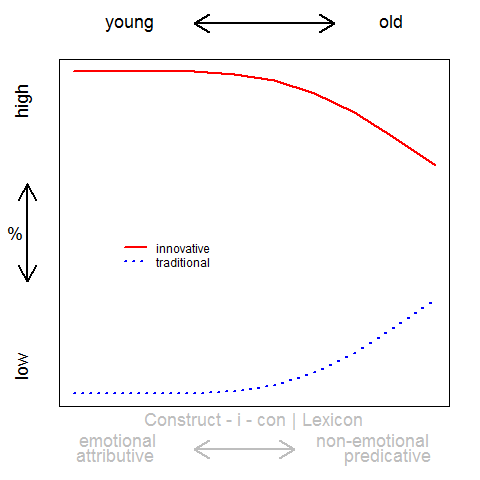 young old
high
%
low
innovative
traditional
Construct - i - con | Lexicon
emotional non-emotional
attributive predicative